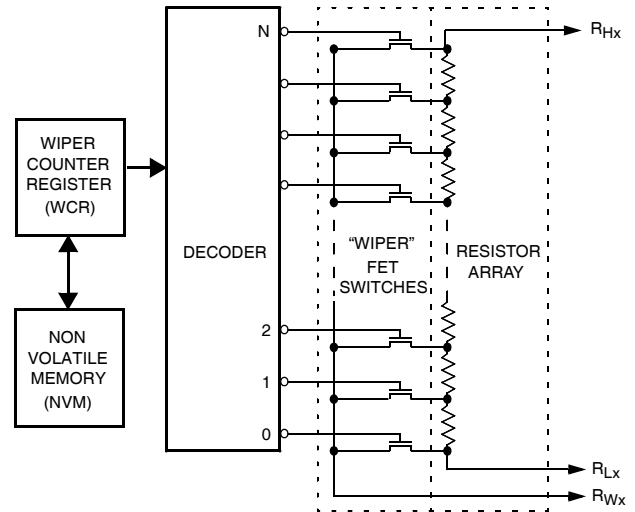 N
R_Hx
WIPER
COUNTER
REGISTER
(WCR)
DECODER
“WIPER”
FET
SWITCHES
RESISTOR
ARRAY
NON
VOLATILE
MEMORY
(NVM)
2
1
0
R_Lx
R_Wx